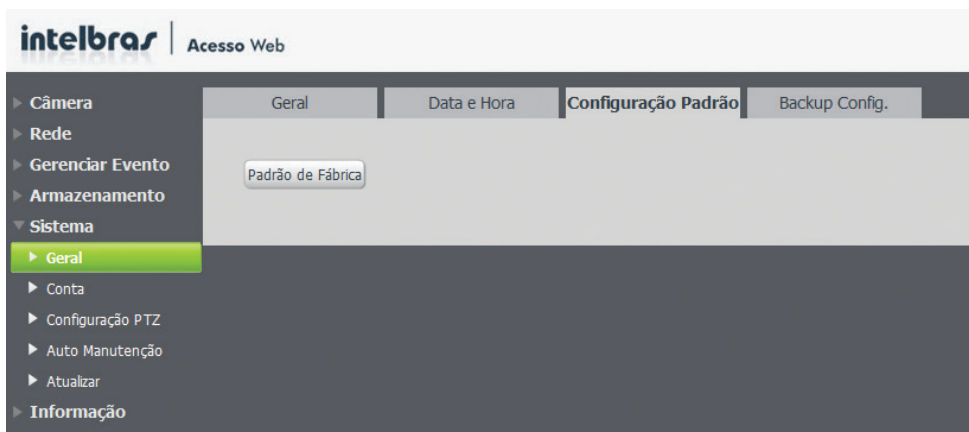 intelbras Acesso Web
Geral Data e Hora Configuração Padrão Backup Config.
Padrão de Fábrica
Câmera
Rede
Gerenciar Evento
Armazenamento
Sistema
Geral
Conta
Configuração PTZ
Auto Manutenção
Atualizar
Informação